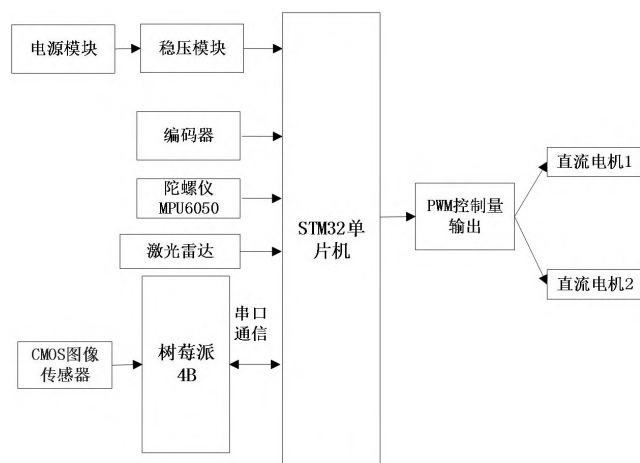 电源模块
稳压模块
编码器
陀螺仪
MPU6050
激光雷达
CMOS图像
传感器
树莓派
4B
串口
通信
STM32单
片机
PWM控制量
输出
直流电机1
直流电机2